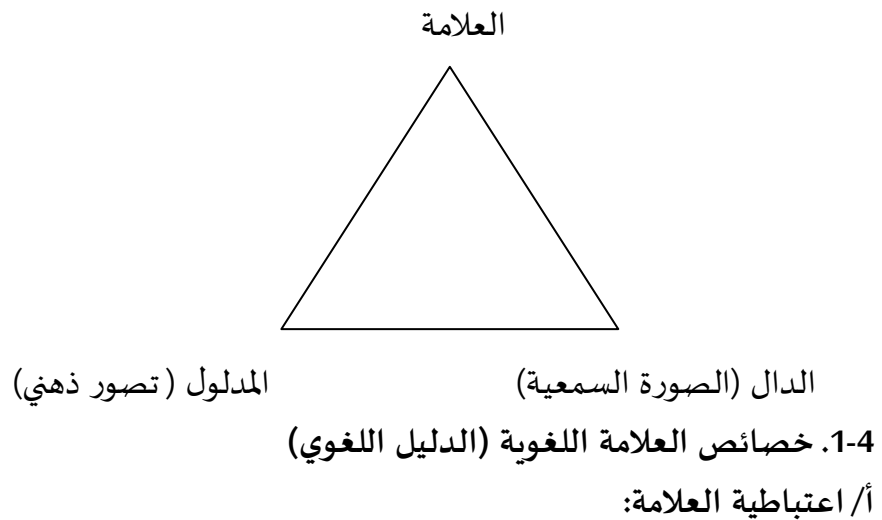 العلامة
الدال (الصورة السمعية) المدلول (تصور ذهني)
1-4. خصائص العلامة اللغوية (الدليل اللغوي)
أ/ اعتباطية العلامة: